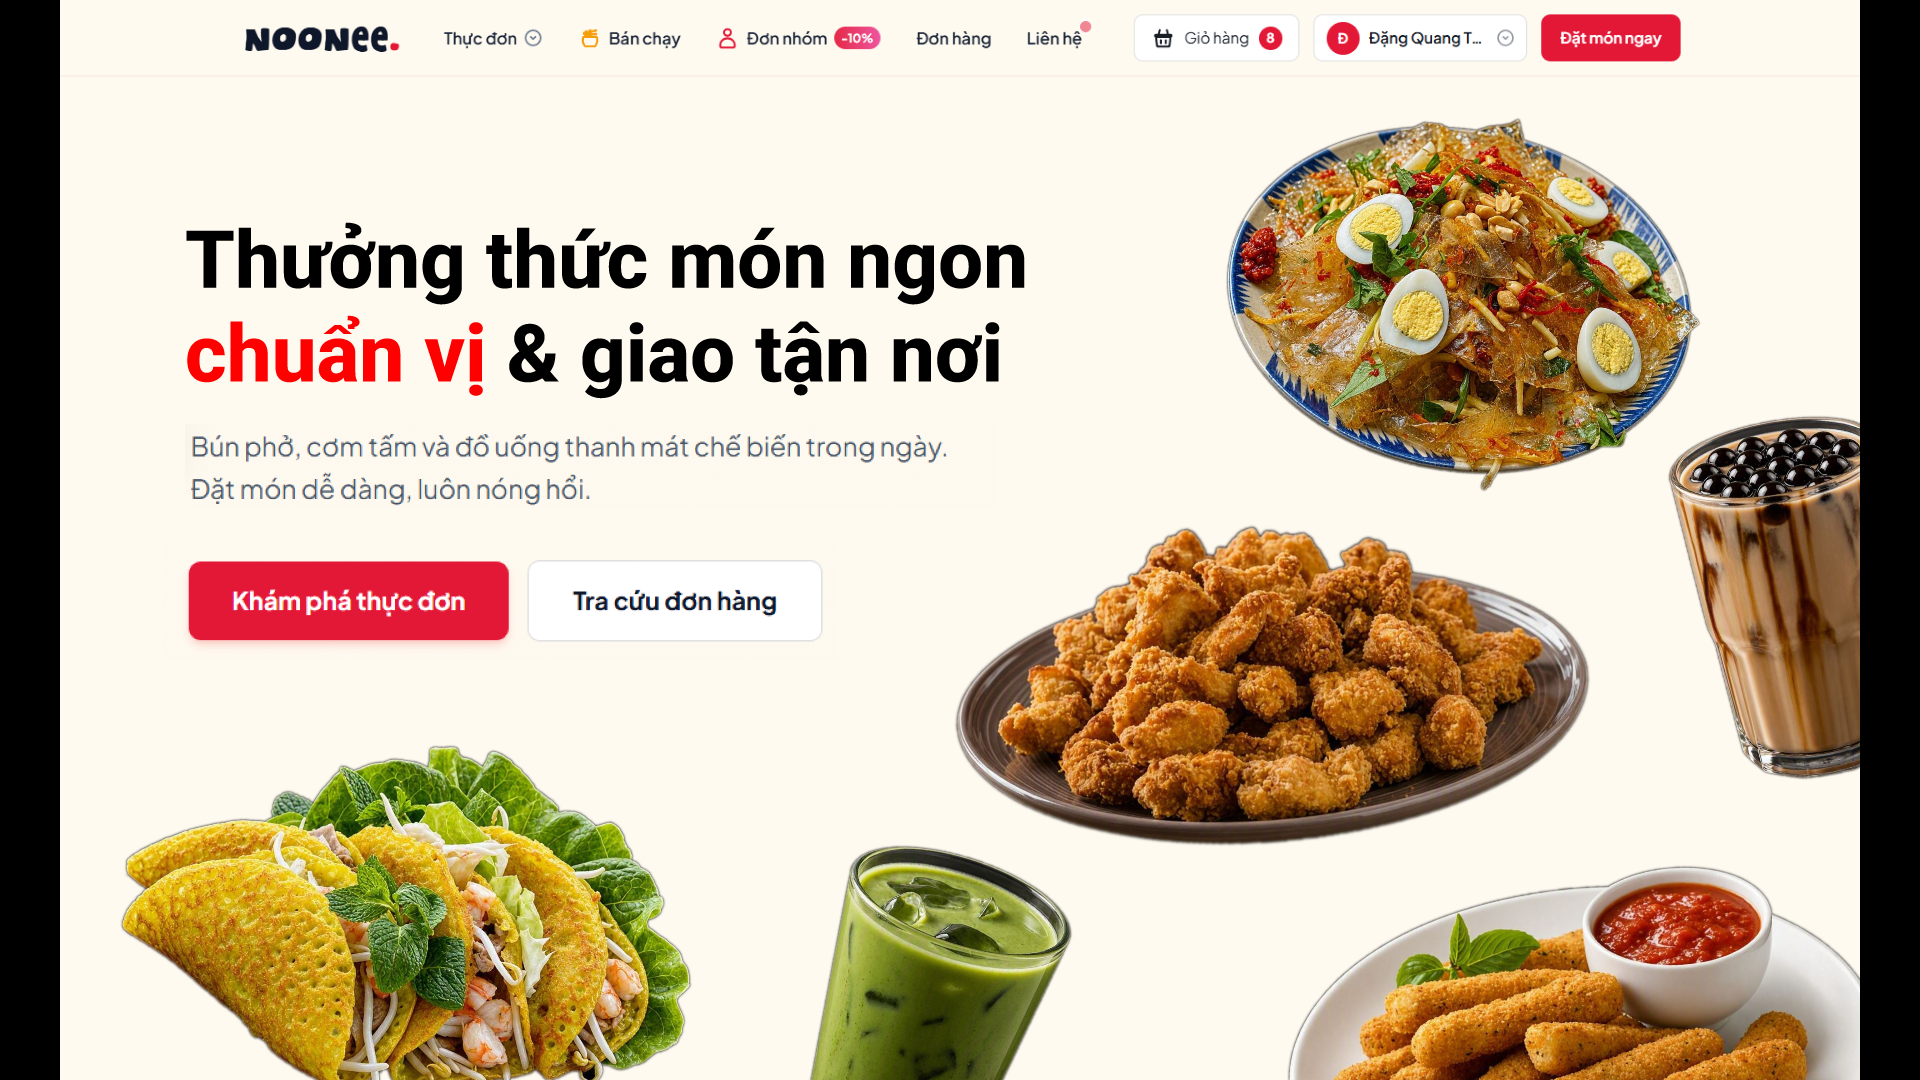 NOONee.
Thực đơn
Bán chạy
Đơn nhóm -10%
Đơn hàng
Liên hệ
Giỏ hàng 8
Đ Đặng Quang T...
Đặt món ngay
Thưởng thức món ngon
chuẩn vị & giao tận nơi
Bún phở, cơm tấm và đồ uống thanh mát chế biến trong ngày.
Đặt món dễ dàng, luôn nóng hổi.
Khám phá thực đơn
Tra cứu đơn hàng